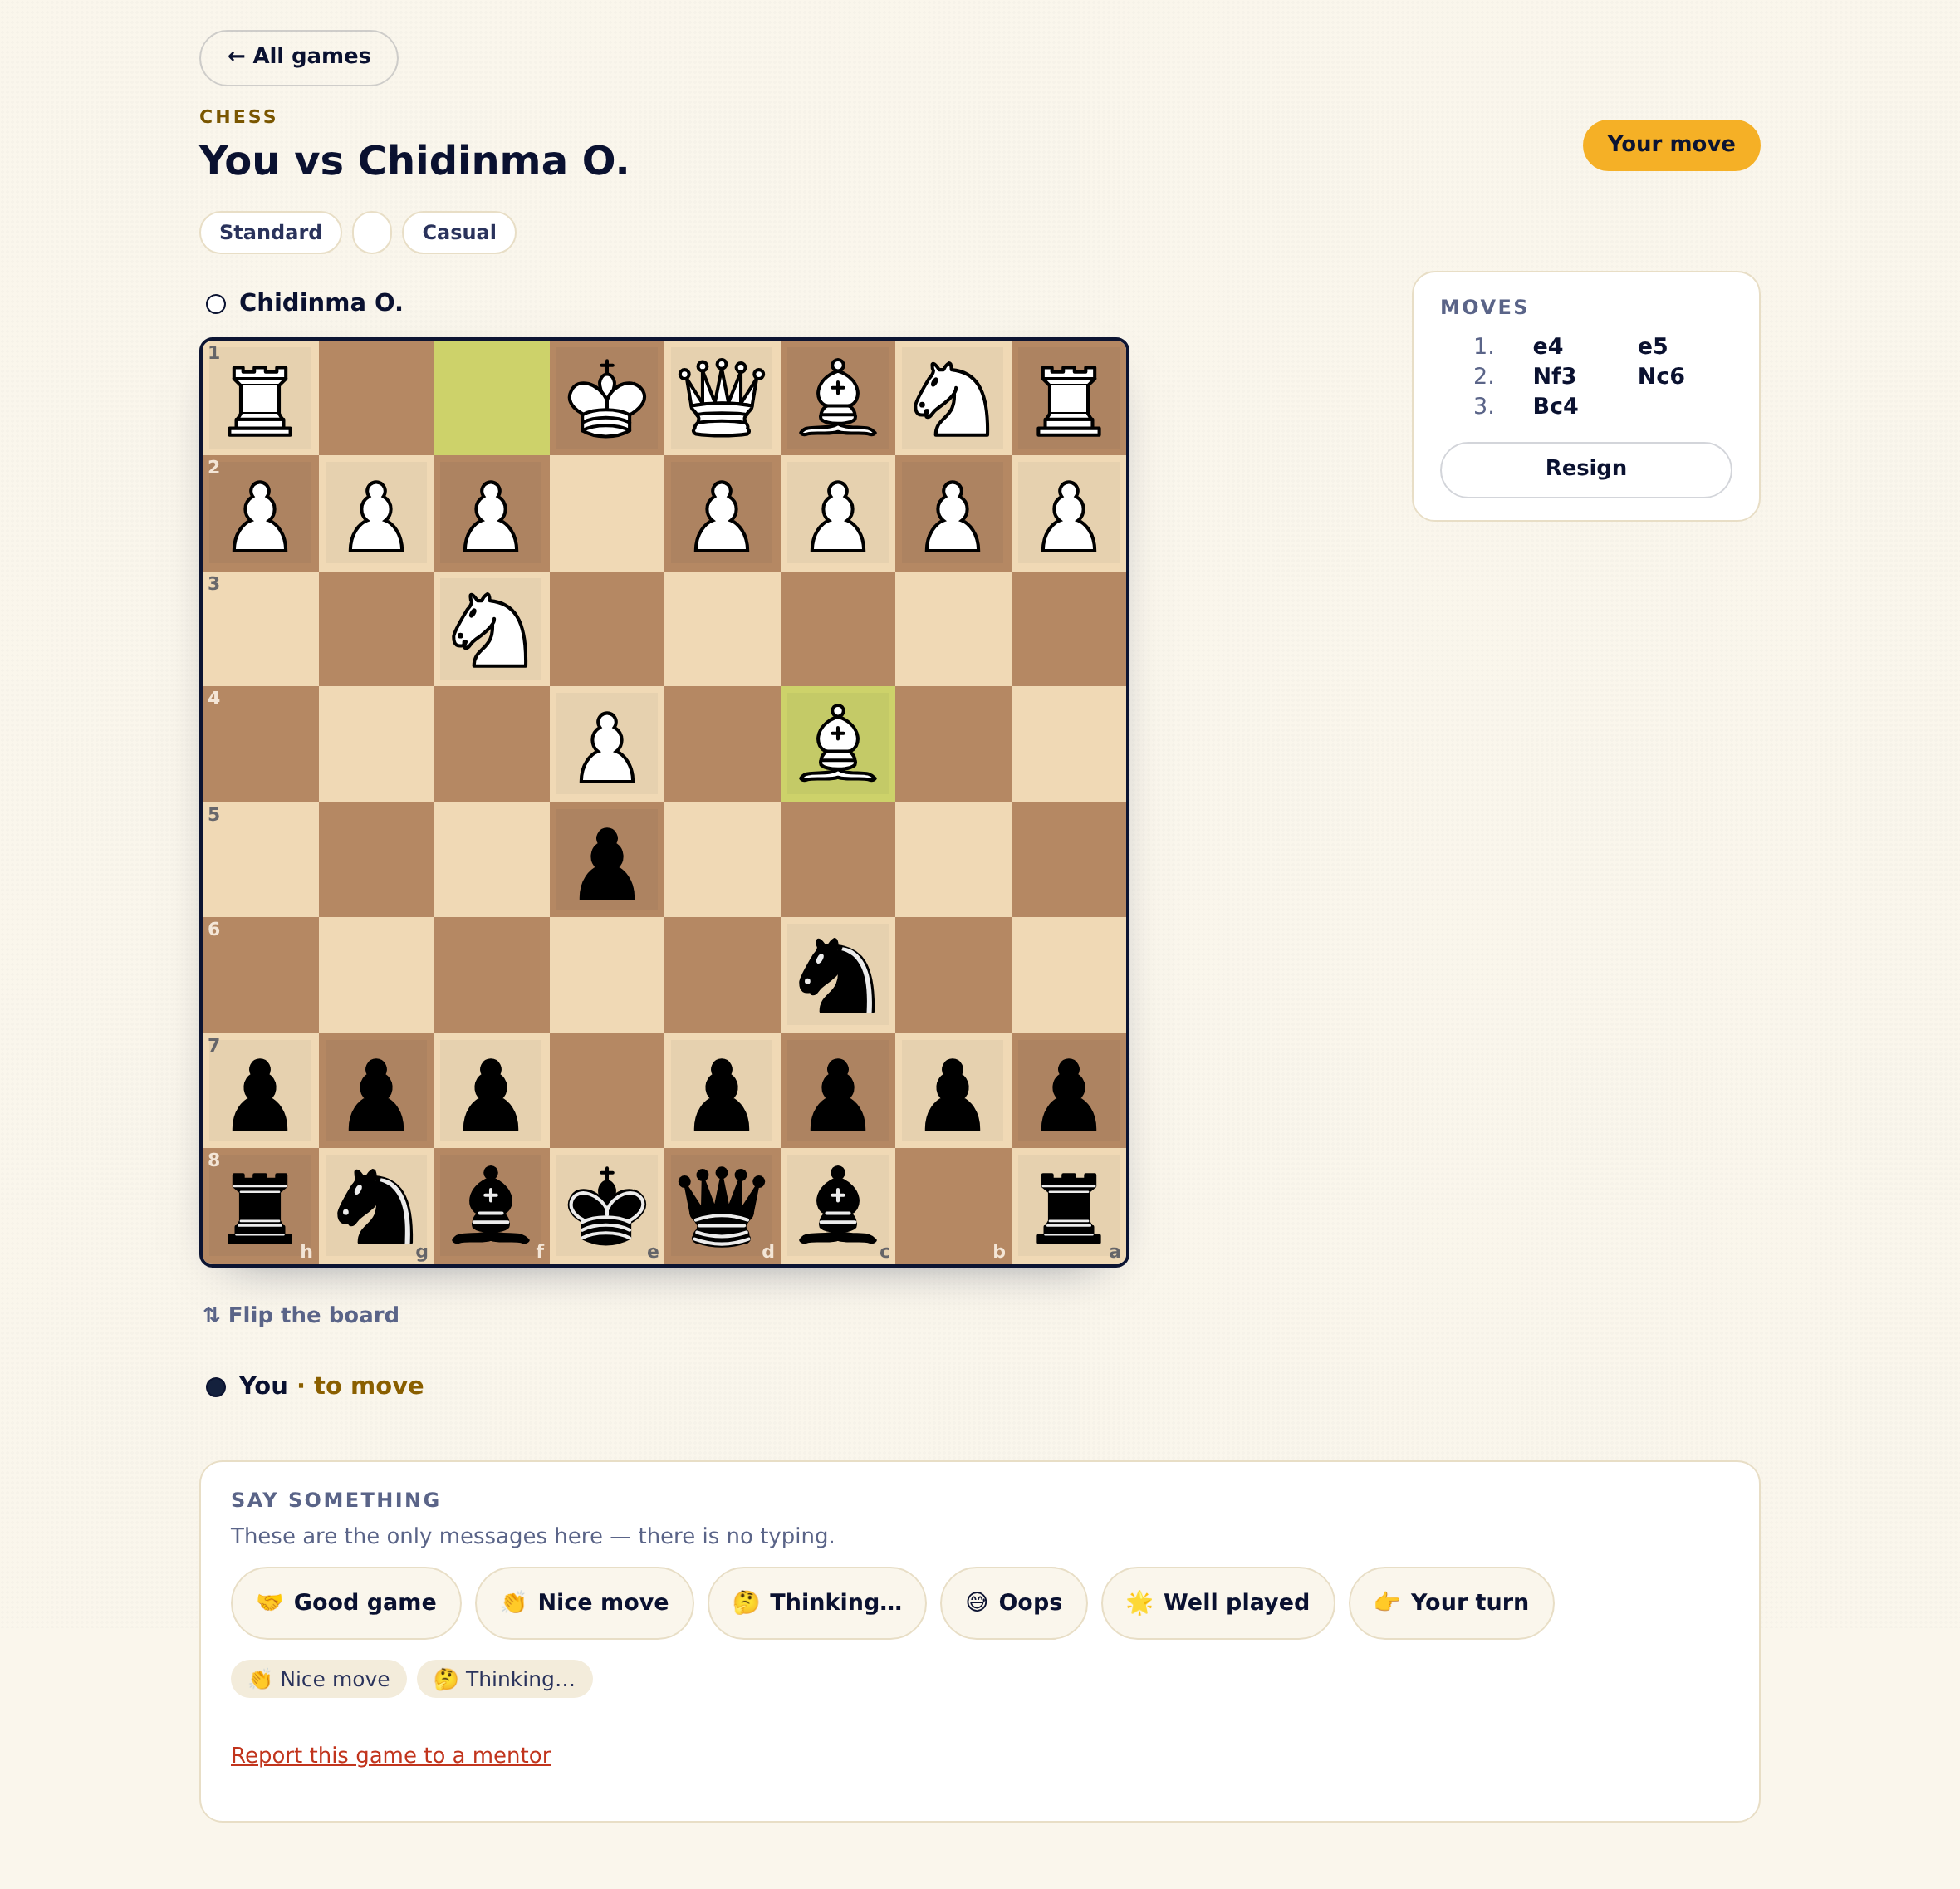 ← All games
CHESS
You vs Chidinma O.
Your move
Standard Casual
○ Chidinma O.
MOVES
1. e4 e5
2. Nf3 Nc6
3. Bc4
Resign
1
2
3
4
5
6
7
8
h g f e d c b a
⇅ Flip the board
● You · to move
SAY SOMETHING
These are the only messages here — there is no typing.
🤝 Good game 👏 Nice move 🤔 Thinking… 😅 Oops 🌟 Well played 👉 Your turn
👏 Nice move 🤔 Thinking…
Report this game to a mentor